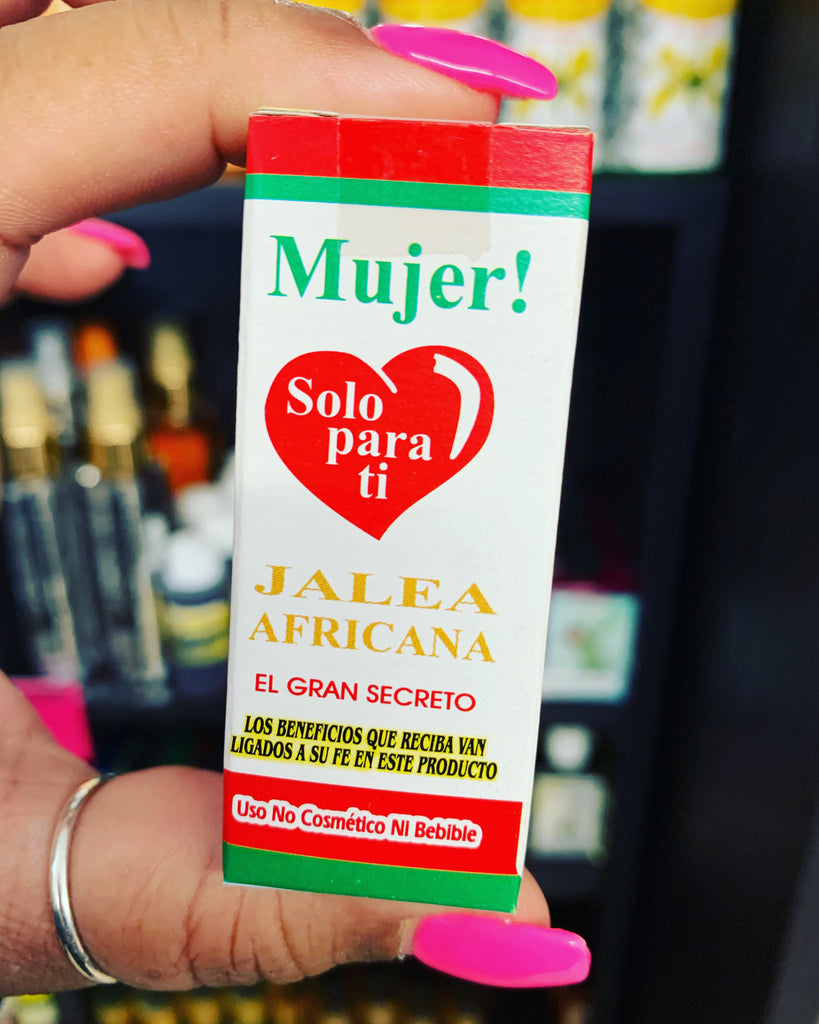 Mujer!
Solo
para
ti
JALEA
AFRICANA
EL GRAN SECRETO
LOS BENEFICIOS QUE RECIBA VAN
LIGADOS A SU FE EN ESTE PRODUCTO
Uso No Cosmético Ni Bebible